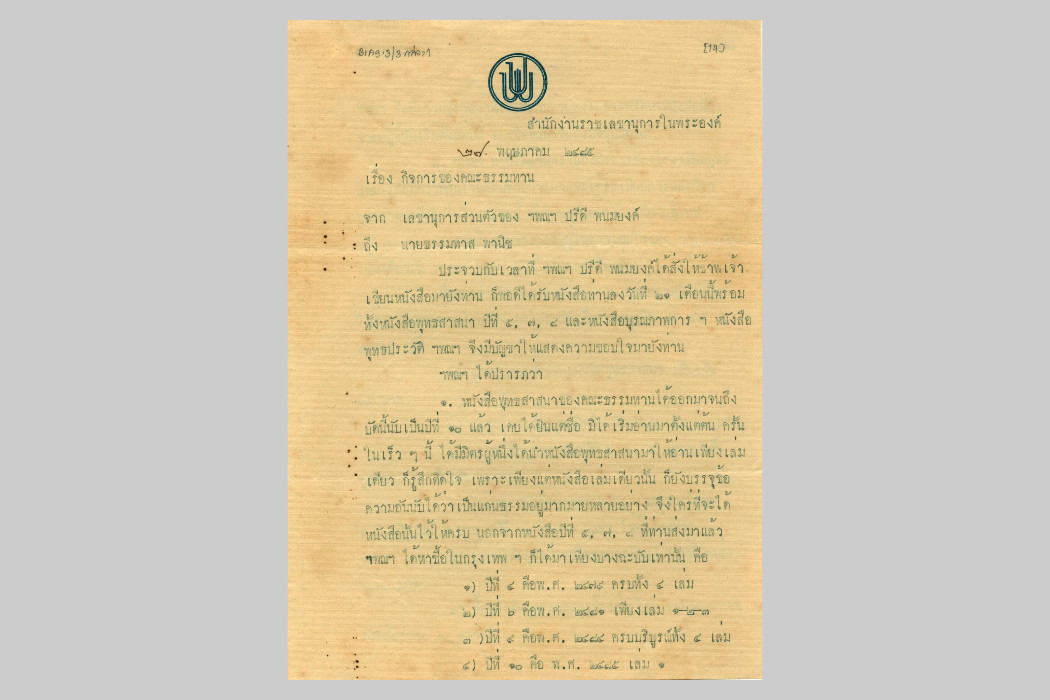 BIA9.3/3 กล่อง1
[14]
สำนักงานราชเลขานุการในพระองค์
๒๗ พฤษภาคม ๒๔๘๕
เรื่อง กิจการของคณะธรรมทาน
จาก เลขานุการส่วนตัวของ ฯพณฯ ปรีดี พนมยงค์
ถึง นายธรรมทาส พานิช
ประจวบกับเวลาที่ ฯพณฯ ปรีดี พนมยงค์ได้สั่งให้ข้าพเจ้า
เขียนหนังสือมายังท่าน ก็พอดีได้รับหนังสือท่านลงวันที่ ๒๑ เดือนนี้พร้อม
ทั้งหนังสือพุทธสาสนา ปีที่ ๕, ๗, ๘ และหนังสือบุรณภาพการ ฯ หนังสือ
พุทธประวัติ ฯพณฯ จึงมีบัญชาให้แสดงความขอบใจมายังท่าน
ฯพณฯ ได้ปรารภว่า
๑. หนังสือพุทธสาสนาของคณะธรรมทานได้ออกมาจนถึง
บัดนี้นับเป็นปีที่ ๑๐ แล้ว เคยได้ยินแต่ชื่อ มิได้เริ่มอ่านมาตั้งแต่ต้น ครั้น
ในเร็ว ๆ นี้ ได้มีมิตรผู้หนึ่งได้นำหนังสือพุทธสาสนามาให้อ่านเพียงเล่ม
เดียว ก็รู้สึกติดใจ เพราะเพียงแต่หนังสือเล่มเดียวนั้น ก็ยังบรรจุข้อ
ความอันนับได้ว่าเป็นแก่นธรรมอยู่มากมายหลายอย่าง จึงใคร่ที่จะได้
หนังสือนั้นไว้ให้ครบ นอกจากหนังสือปีที่ ๕, ๗, ๘ ที่ท่านส่งมาแล้ว
ฯพณฯ ได้หาซื้อในกรุงเทพ ฯ ก็ได้มาเพียงบางฉะบับเท่านั้น คือ
๑) ปีที่ ๔ คือพ.ศ. ๒๔๗๙ ครบทั้ง ๔ เล่ม
๒) ปีที่ ๖ คือพ.ศ. ๒๔๘๑ เพียงเล่ม ๑-๒-๓
๓ )ปีที่ ๙ คือพ.ศ. ๒๔๘๔ ครบบริบูรณ์ทั้ง ๔ เล่ม
๔) ปีที่ ๑๐ คือ พ.ศ. ๒๔๘๕ เล่ม ๑